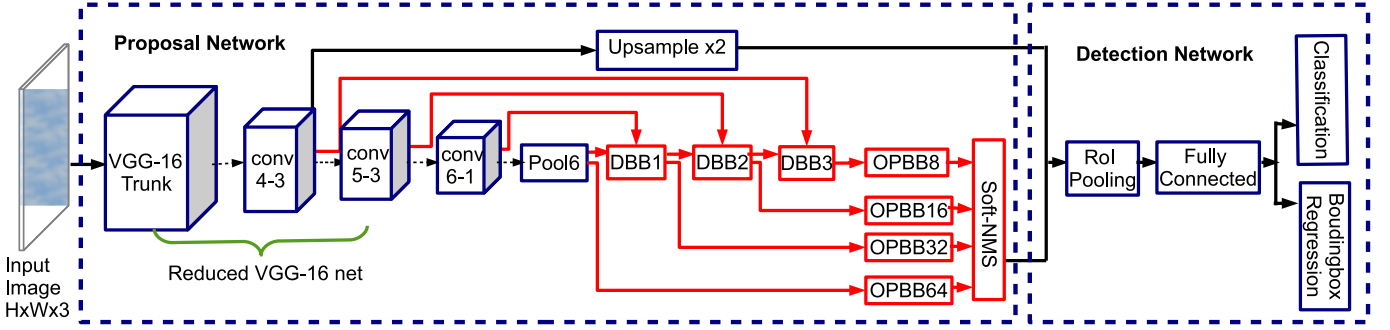 Proposal Network
Upsample x2
Detection Network
Classification
VGG-16
Trunk
conv
4-3
conv
5-3
conv
6-1
Pool6
DBB1
DBB2
DBB3
OPBB8
OPBB16
OPBB32
OPBB64
Soft-NMS
RoI
Pooling
Fully
Connected
Boudingbox
Regression
Reduced VGG-16 net
Input
Image
HxWx3